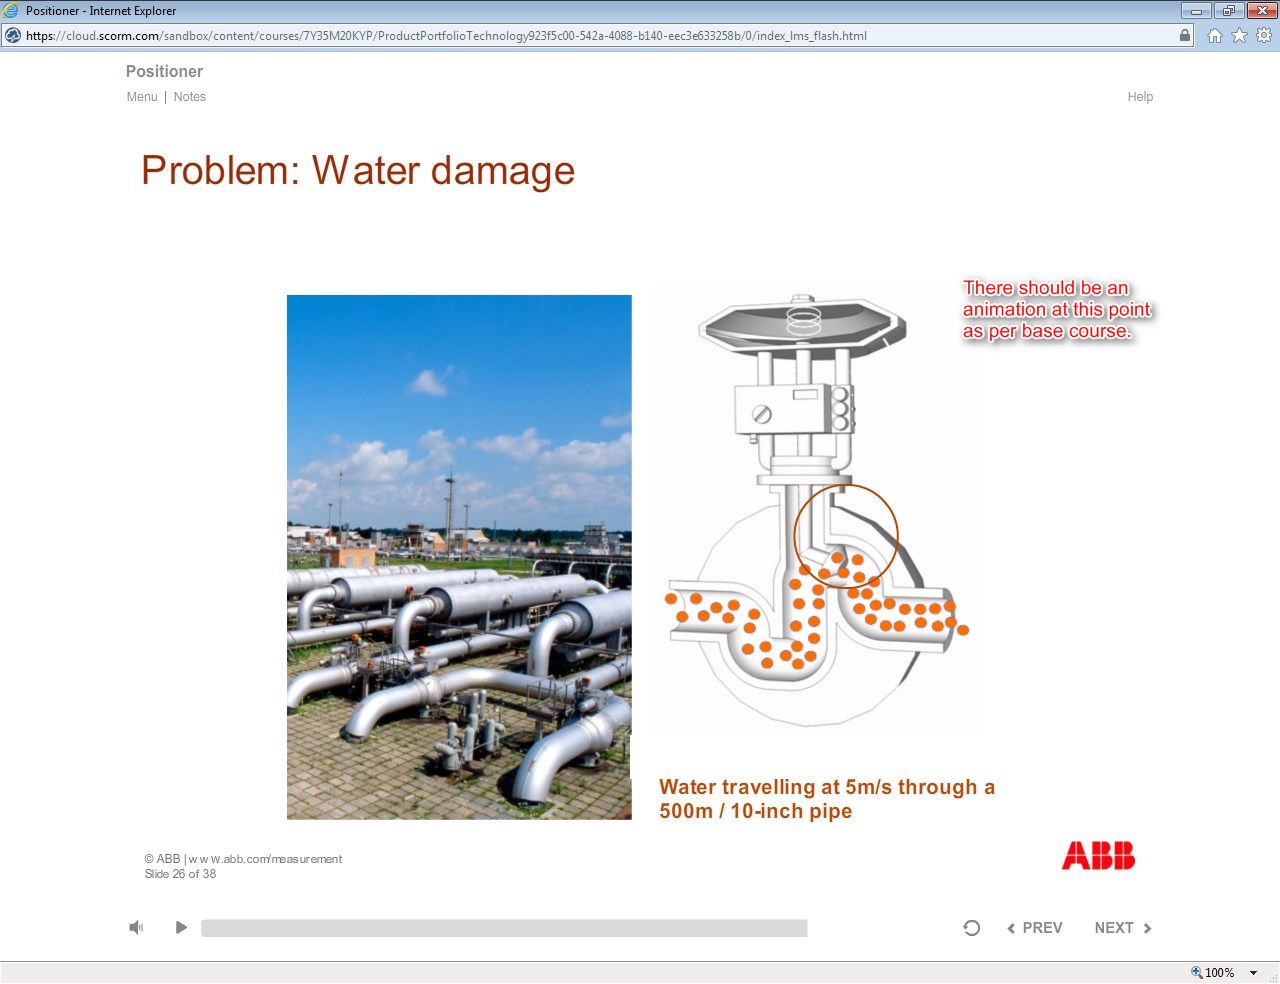 Positioner - Internet Explorer
https://cloud.scorm.com/sandbox/content/courses/7Y35M20KYP/ProductPortfolioTechnology923f5c00-542a-4088-b140-eec3e633258b/0/index_lms_flash.html
Positioner
Menu | Notes
Help
Problem: Water damage
There should be an
animation at this point
as per base course.
Water travelling at 5m/s through a
500m / 10-inch pipe
© ABB | www.abb.com/measurement
Slide 26 of 38
ABB
PREV
NEXT
100%